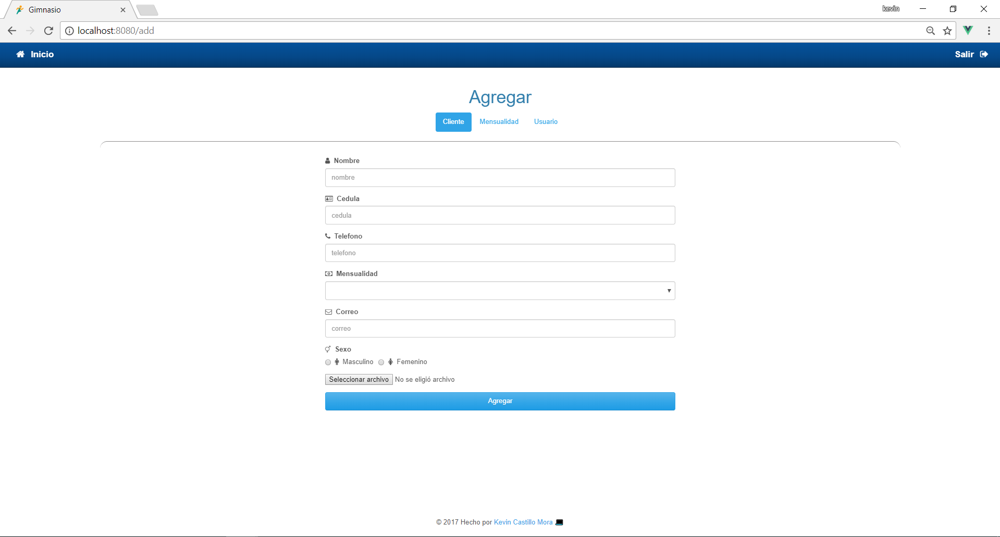 Gimnasio
kevin
localhost:8080/add
Inicio
Salir
Agregar
Cliente Mensualidad Usuario
Nombre
nombre
Cedula
cedula
Telefono
telefono
Mensualidad
Correo
correo
Sexo
Masculino Femenino
Seleccionar archivo No se eligió archivo
Agregar
© 2017 Hecho por Kevin Castillo Mora